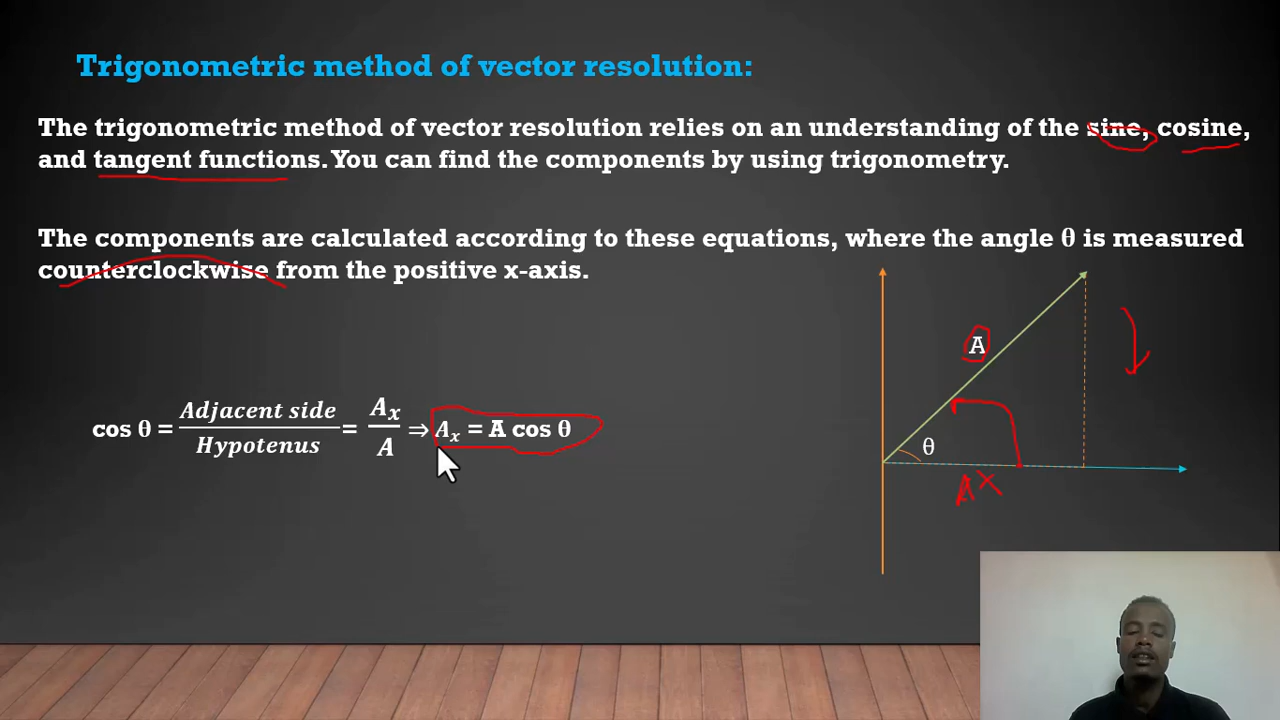 Trigonometric method of vector resolution:
The trigonometric method of vector resolution relies on an understanding of the sine, cosine,
and tangent functions. You can find the components by using trigonometry.
The components are calculated according to these equations, where the angle θ is measured
counterclockwise from the positive x-axis.
cos θ = Adjacent side / Hypotenus = Aₓ / A ⇒ Aₓ = A cos θ
A
θ
AX